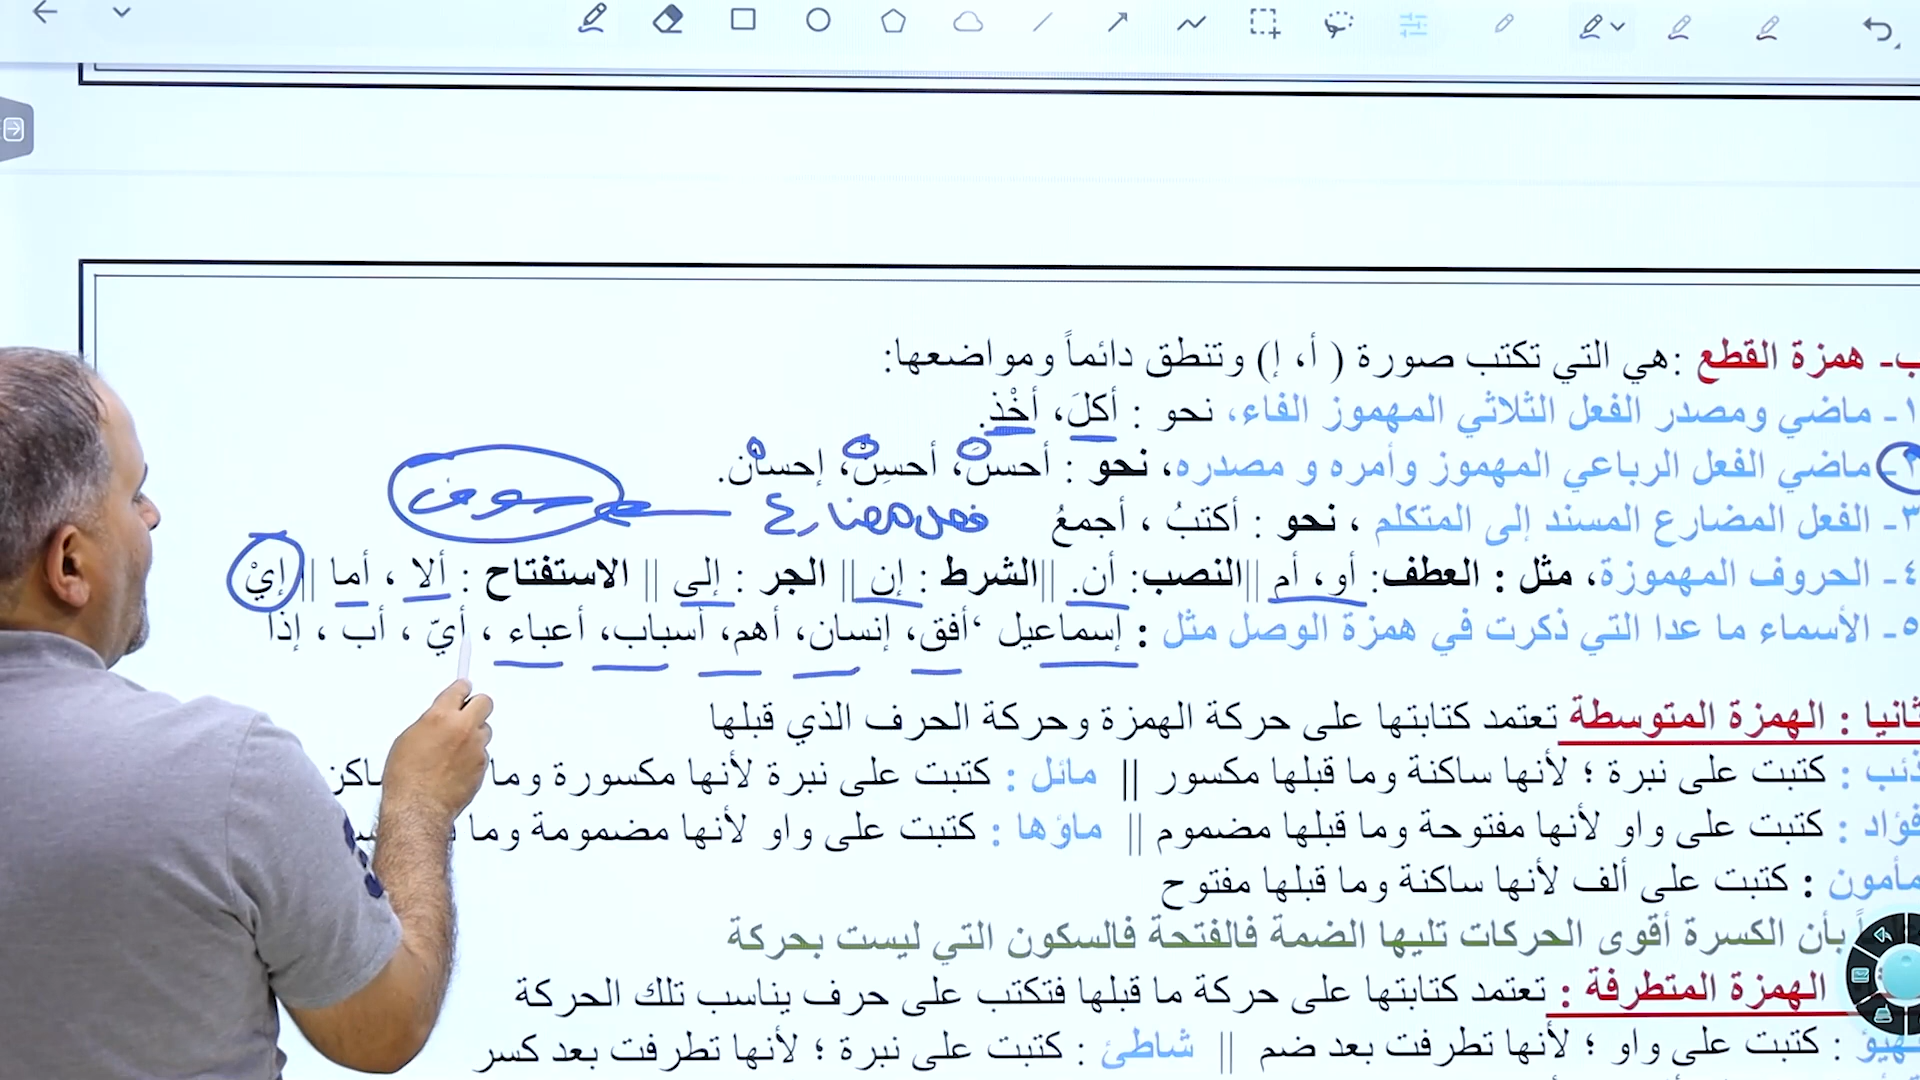 ب- همزة القطع :هي التي تكتب صورة ( أ، إ) وتنطق دائماً ومواضعها:
١- ماضي ومصدر الفعل الثلاثي المهموز الفاء، نحو : أكلَ، أخْذ.
٢- ماضي الفعل الرباعي المهموز وأمره و مصدره، نحو : أحسنَ، أحسِنْ، إحسان.
٣- الفعل المضارع المسند إلى المتكلم ، نحو : أكتبُ ، أجمعُ فعل مضارع
٤- الحروف المهموزة، مثل : العطف: أو، أم || النصب: أن. || الشرط : إن || الجر : إلى || الاستفتاح : ألا ، أما || إيْ
٥- الأسماء ما عدا التي ذكرت في همزة الوصل مثل : إسماعيل ،أفق، إنسان، أهم، أسباب، أعباء ، أيّ ، أب ، إذا
ثانيا : الهمزة المتوسطة تعتمد كتابتها على حركة الهمزة وحركة الحرف الذي قبلها
ذئب : كتبت على نبرة ؛ لأنها ساكنة وما قبلها مكسور || مائل : كتبت على نبرة لأنها مكسورة وما
فؤاد : كتبت على واو لأنها مفتوحة وما قبلها مضموم || ماؤها : كتبت على واو لأنها مضمومة وما
مأمون : كتبت على ألف لأنها ساكنة وما قبلها مفتوح
بأن الكسرة أقوى الحركات تليها الضمة فالفتحة فالسكون التي ليست بحركة
الهمزة المتطرفة : تعتمد كتابتها على حركة ما قبلها فتكتب على حرف يناسب تلك الحركة
: كتبت على واو ؛ لأنها تطرفت بعد ضم || شاطئ : كتبت على نبرة ؛ لأنها تطرفت بعد كسر